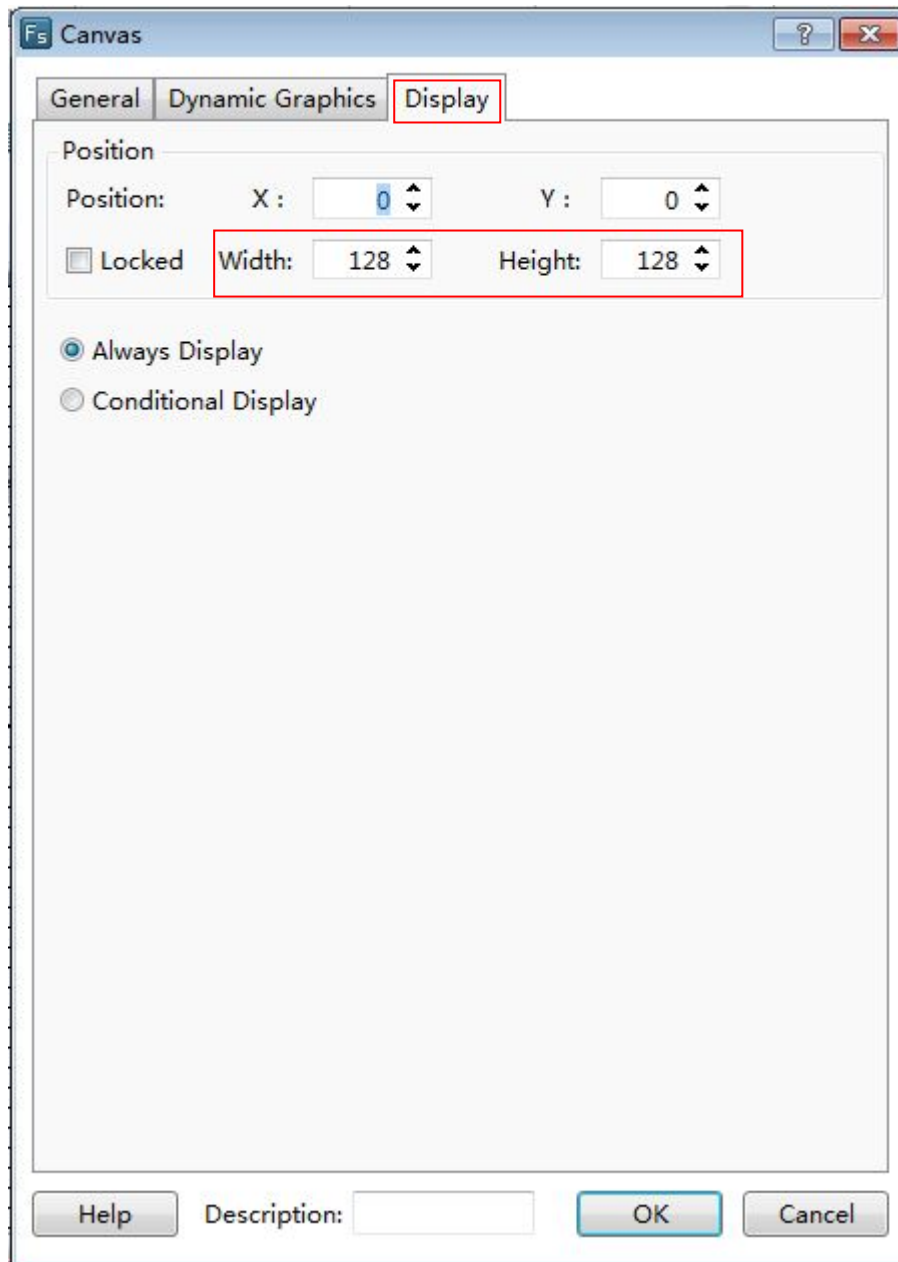 Fs Canvas
General Dynamic Graphics Display
Position
Position: X : 0 Y : 0
Locked Width: 128 Height: 128
Always Display
Conditional Display
Help Description: OK Cancel